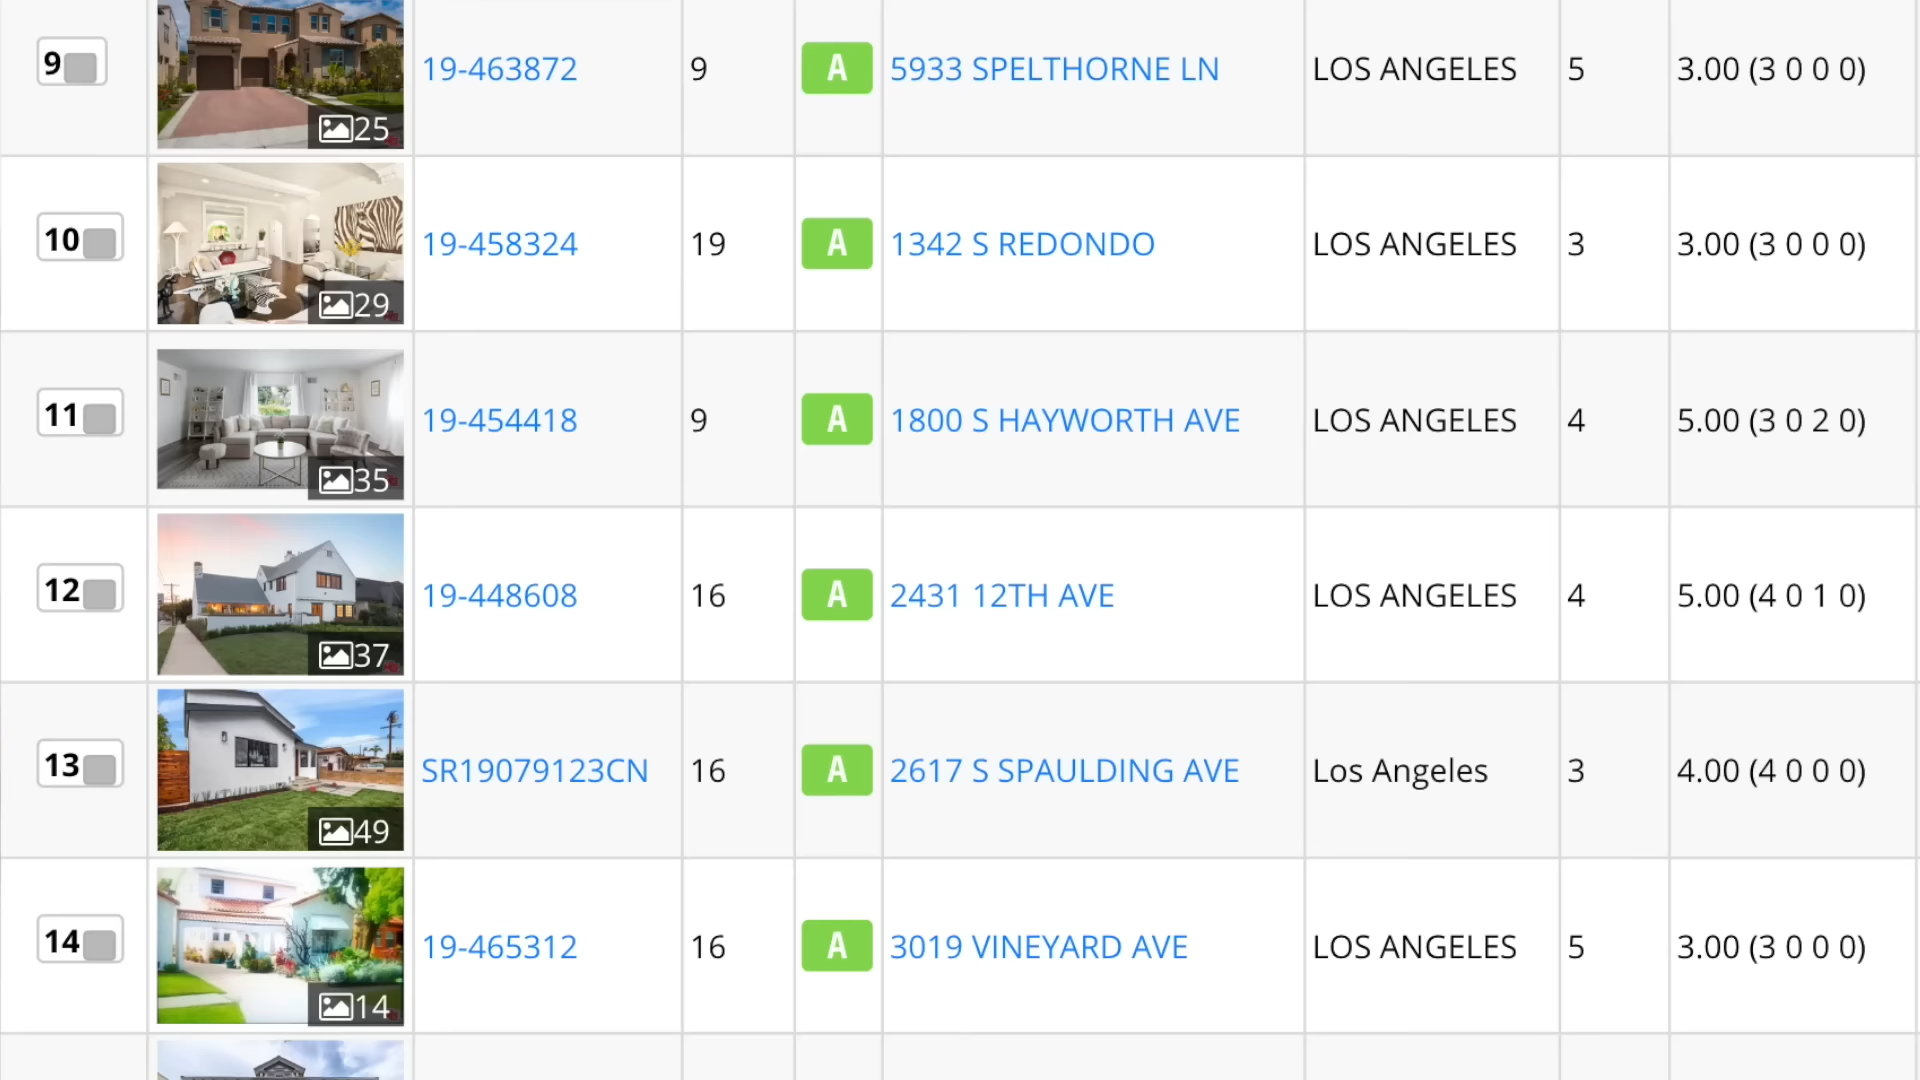 9 25 19-463872 9 A 5933 SPELTHORNE LN LOS ANGELES 5 3.00 (3 0 0 0)
10 29 19-458324 19 A 1342 S REDONDO LOS ANGELES 3 3.00 (3 0 0 0)
11 35 19-454418 9 A 1800 S HAYWORTH AVE LOS ANGELES 4 5.00 (3 0 2 0)
12 37 19-448608 16 A 2431 12TH AVE LOS ANGELES 4 5.00 (4 0 1 0)
13 49 SR19079123CN 16 A 2617 S SPAULDING AVE Los Angeles 3 4.00 (4 0 0 0)
14 14 19-465312 16 A 3019 VINEYARD AVE LOS ANGELES 5 3.00 (3 0 0 0)